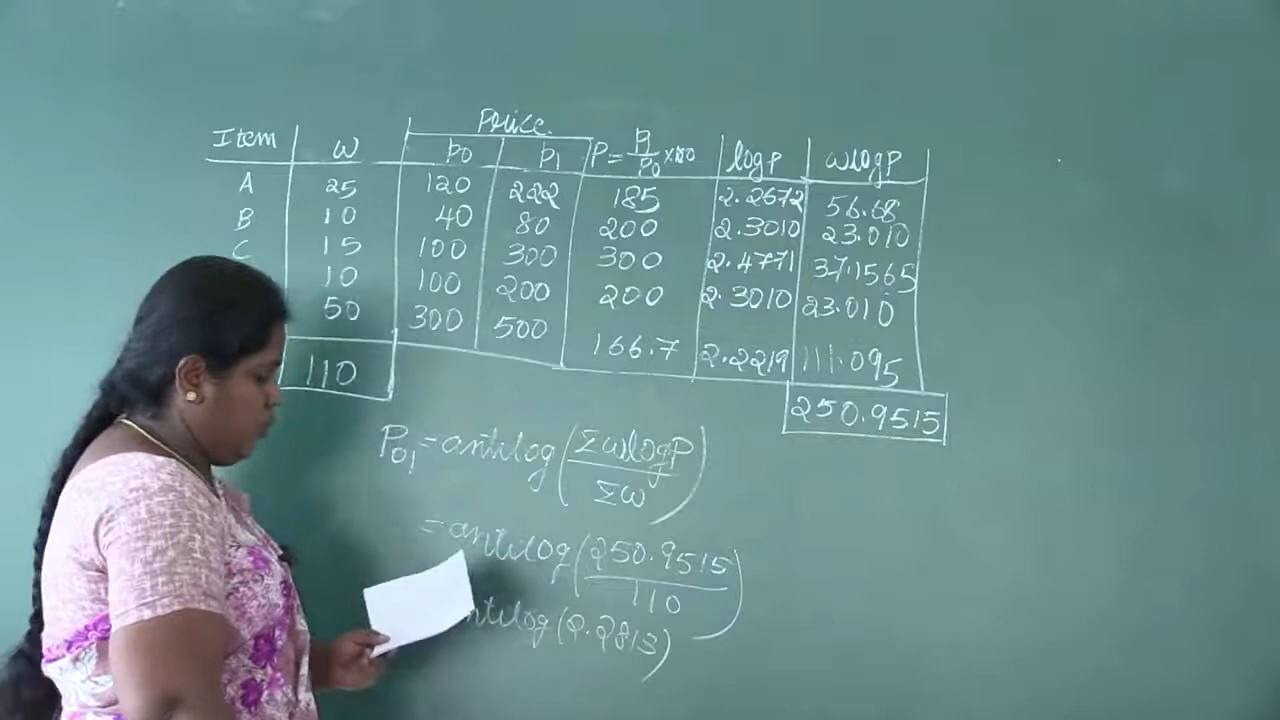 Price
Item w P0 P1 P = P1/P0 ×100 logP wlogP
A 25 120 222 185 2.2672 56.68
B 10 40 80 200 2.3010 23.010
C 15 100 300 300 2.4771 37.1565
10 100 200 200 2.3010 23.010
50 300 500 166.7 2.2219 111.095
110 250.9515
P01 = antilog (ΣwlogP / Σw)
= antilog (250.9515 / 110)
ntilog (2.2813)